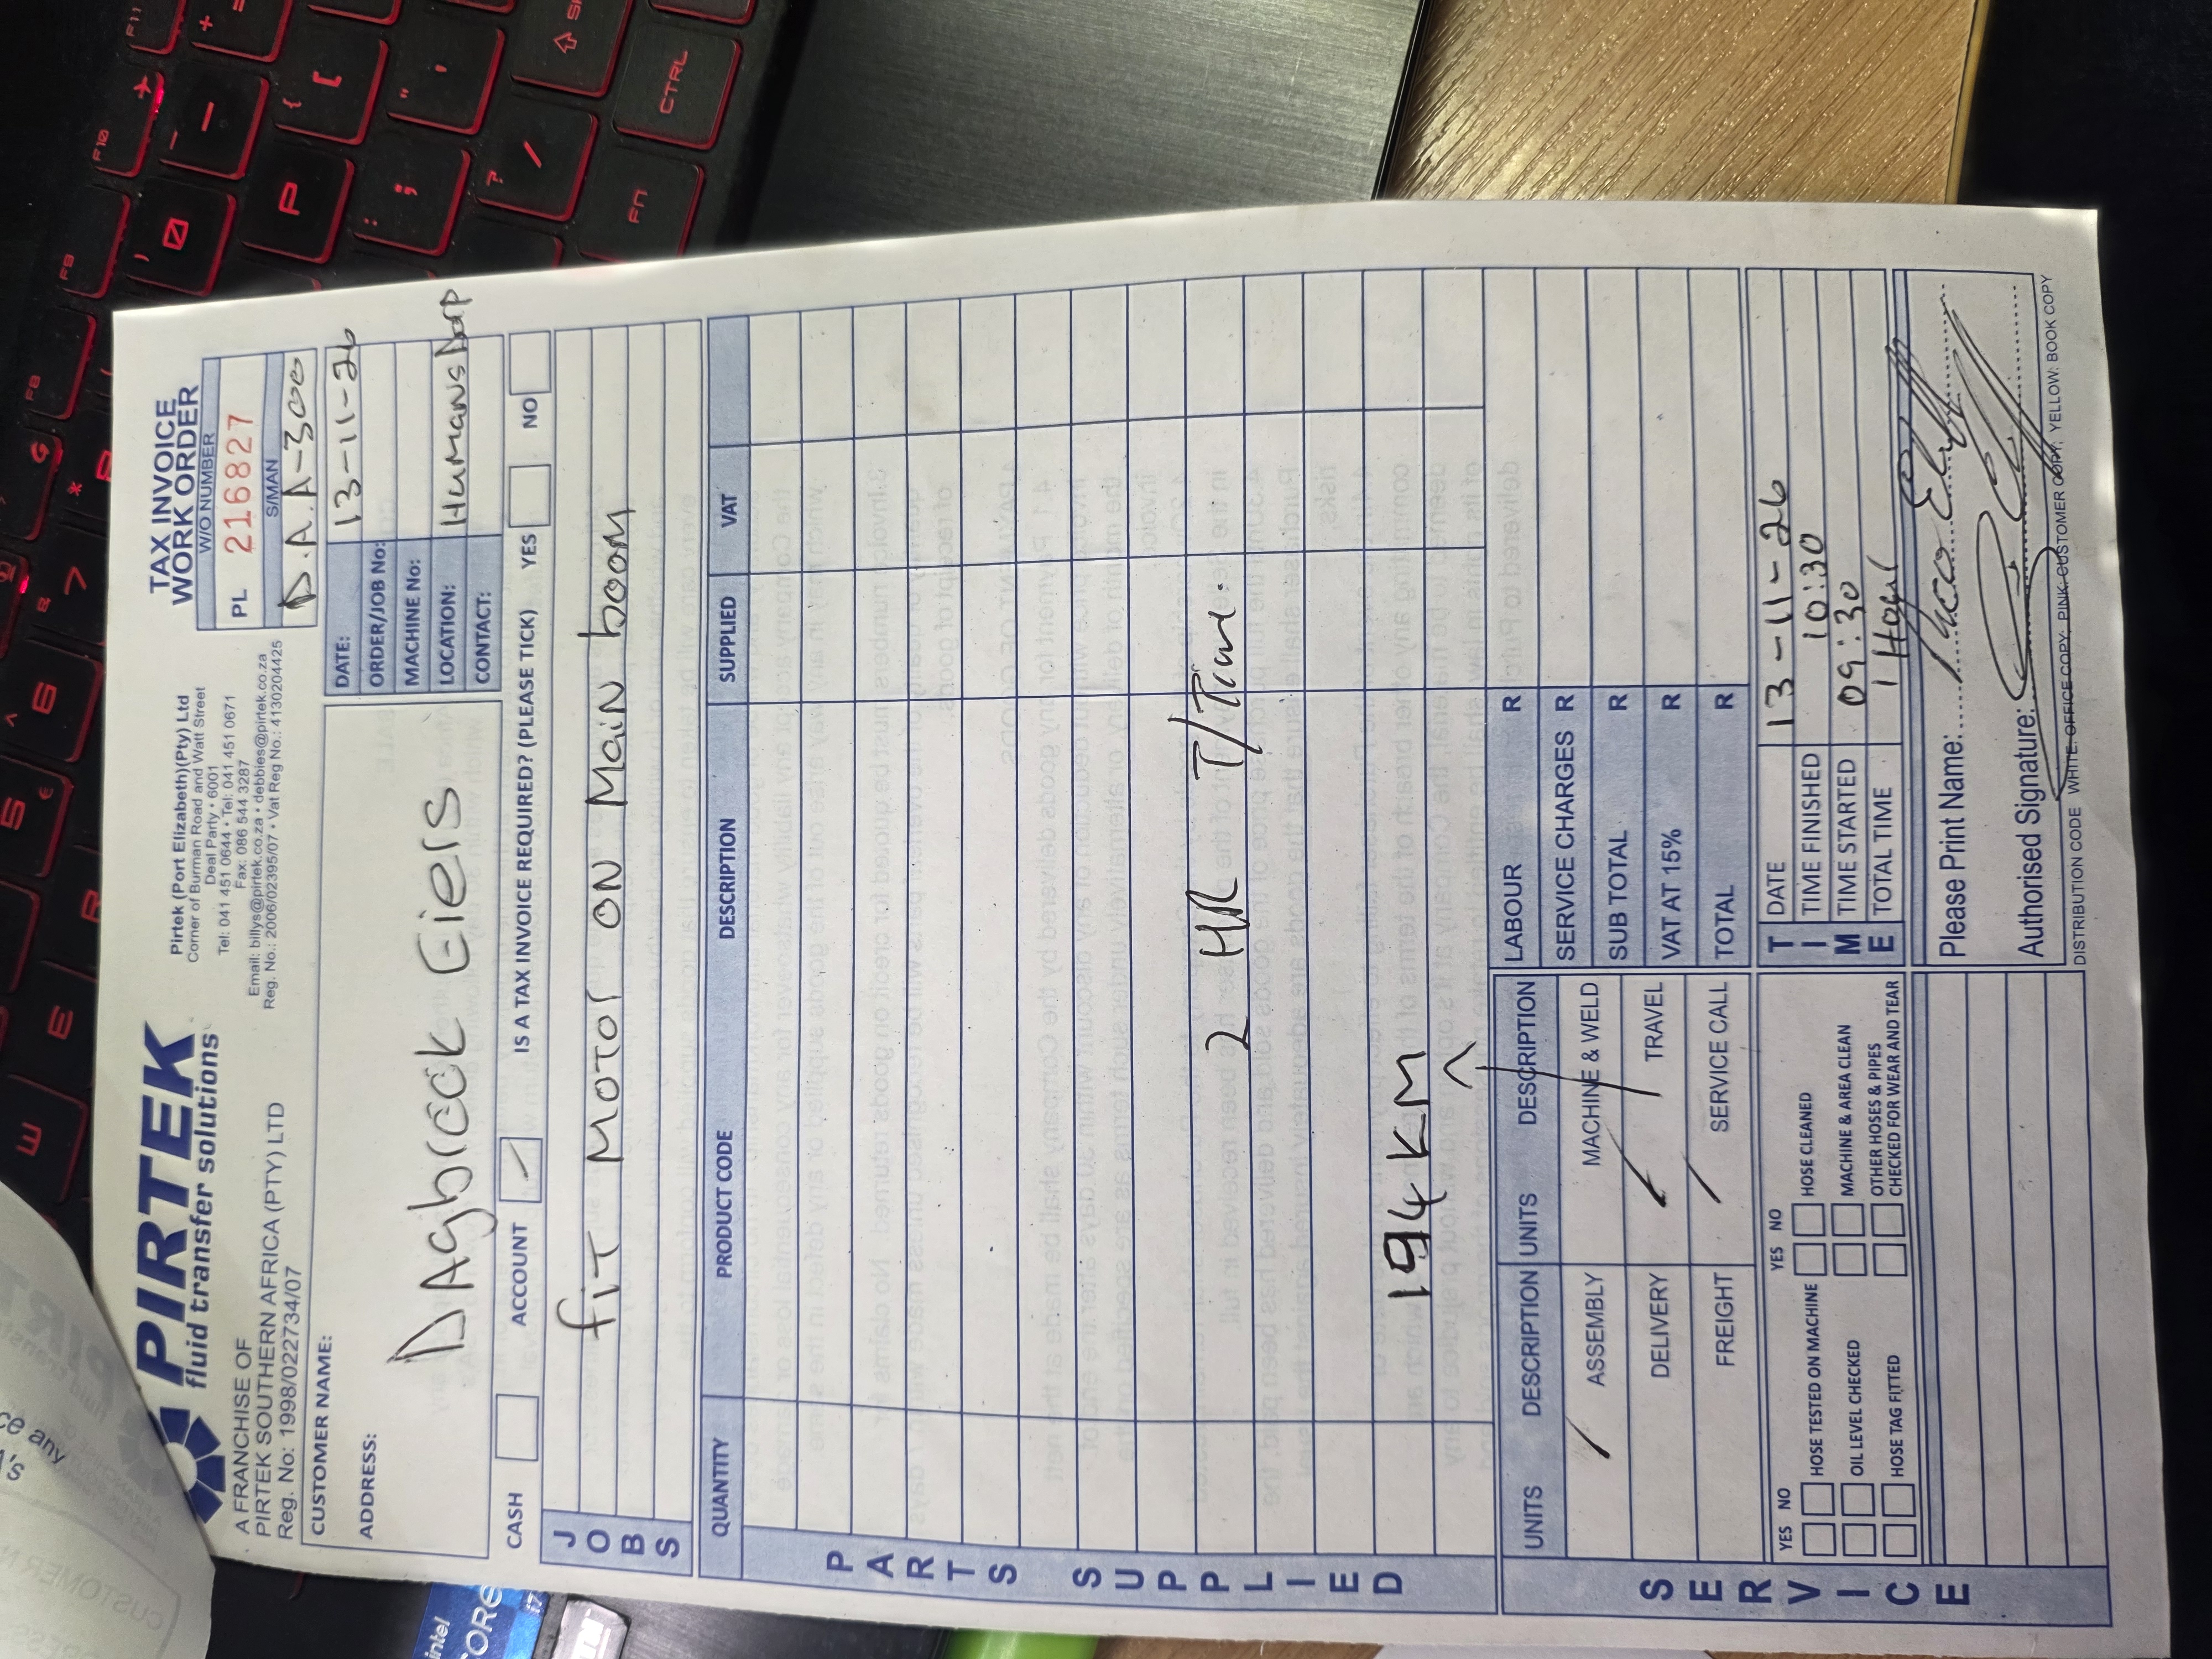 PIRTEK
fluid transfer solutions
A FRANCHISE OF
PIRTEK SOUTHERN AFRICA (PTY) LTD
Reg. No: 1998/022734/07
Pirtek (Port Elizabeth)(Pty) Ltd
Corner of Burman Road and Watt Street
Deal Party • 6001
Tel: 041 451 0644 • Tel: 041 451 0671
Fax: 086 544 3287
Email: billys@pirtek.co.za • debbies@pirtek.co.za
Reg. No.: 2006/02395/07 • Vat Reg No.: 4130204425
TAX INVOICE
WORK ORDER
W/O NUMBER
PL 216827
S/MAN
D.A.A-300
CUSTOMER NAME:
ADDRESS:
DAgbreek Eiers
DATE: 13-11-26
ORDER/JOB No:
MACHINE No:
LOCATION: HumansDorp
CONTACT:
CASH ACCOUNT IS A TAX INVOICE REQUIRED? (PLEASE TICK) YES NO
JOBS
fiT MOTOr ON Main booM
QUANTITY PRODUCT CODE DESCRIPTION SUPPLIED VAT
PARTS SUPPLIED
2 HR T/Time.
194KM
SERVICE
UNITS DESCRIPTION UNITS DESCRIPTION
ASSEMBLY MACHINE & WELD
DELIVERY TRAVEL
FREIGHT SERVICE CALL
LABOUR R
SERVICE CHARGES R
SUB TOTAL R
VAT AT 15% R
TOTAL R
YES NO YES NO
HOSE TESTED ON MACHINE HOSE CLEANED
OIL LEVEL CHECKED MACHINE & AREA CLEAN
HOSE TAG FITTED OTHER HOSES & PIPES
CHECKED FOR WEAR AND TEAR
TIME
DATE 13-11-26
TIME FINISHED 10:30
TIME STARTED 09:30
TOTAL TIME 1 Hour
Please Print Name:
Authorised Signature:
DISTRIBUTION CODE WHITE: OFFICE COPY; PINK: CUSTOMER COPY; YELLOW: BOOK COPY